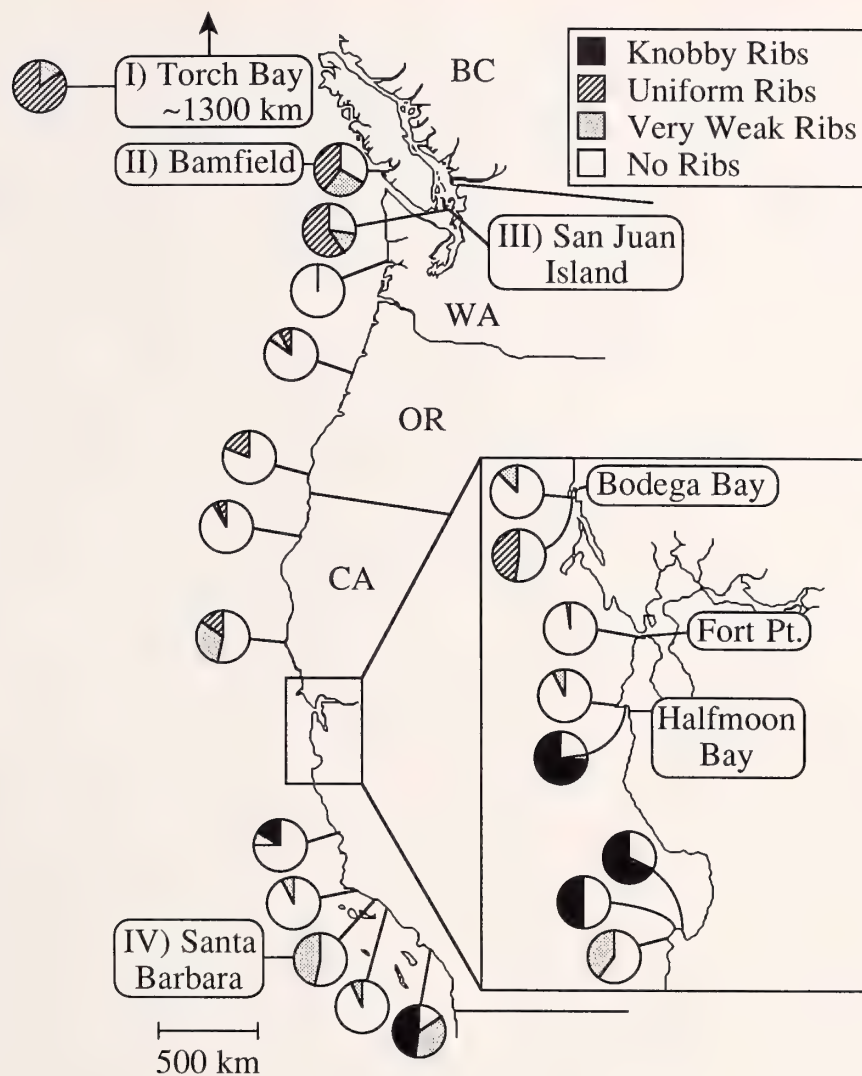 I) Torch Bay
~1300 km
BC
Knobby Ribs
Uniform Ribs
Very Weak Ribs
No Ribs
II) Bamfield
III) San Juan
Island
WA
OR
CA
Bodega Bay
Fort Pt.
Halfmoon
Bay
IV) Santa
Barbara
500 km